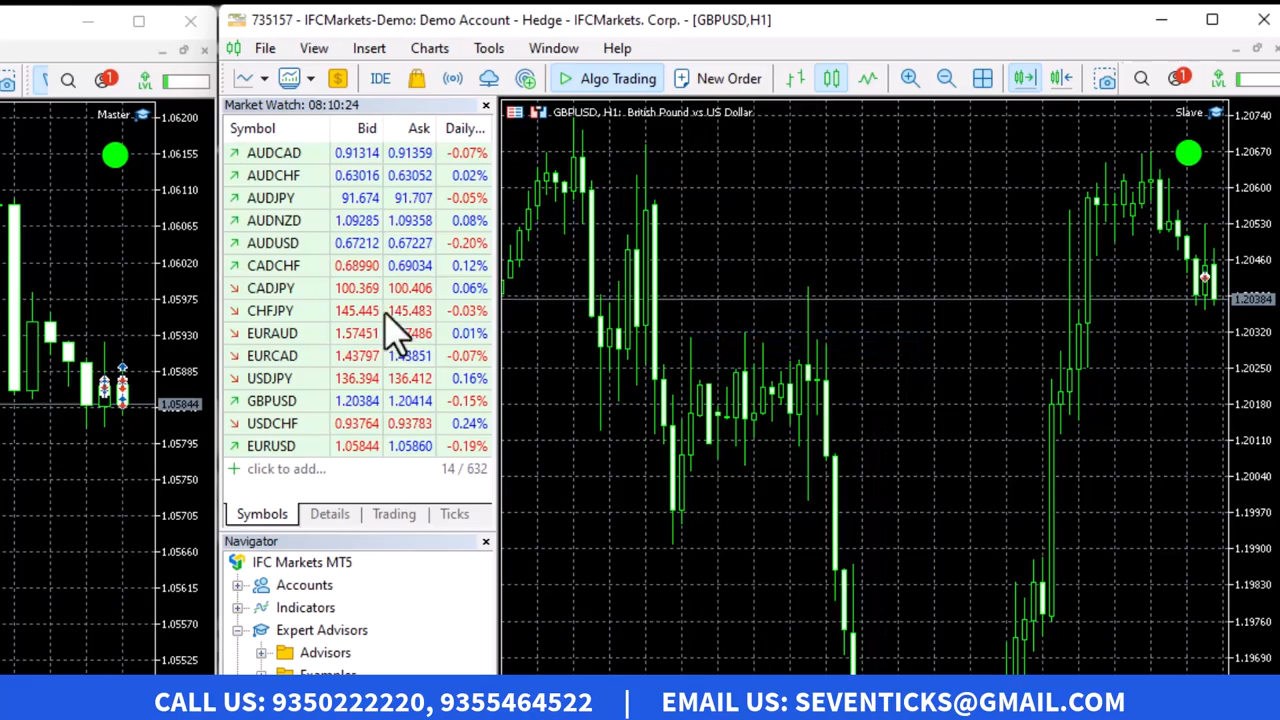 735157 - IFCMarkets-Demo: Demo Account - Hedge - IFCMarkets. Corp. - [GBPUSD,H1]
File View Insert Charts Tools Window Help
1 LVL
IDE Algo Trading New Order 1 LVL
Market Watch: 08:10:24
Symbol Bid Ask Daily...
AUDCAD 0.91314 0.91359 -0.07%
AUDCHF 0.63016 0.63052 0.02%
AUDJPY 91.674 91.707 -0.05%
AUDNZD 1.09285 1.09358 0.08%
AUDUSD 0.67212 0.67227 -0.20%
CADCHF 0.68990 0.69034 0.12%
CADJPY 100.369 100.406 0.06%
CHFJPY 145.445 145.483 -0.03%
EURAUD 1.57451 0.01%
EURCAD 1.43797 -0.07%
USDJPY 136.394 136.412 0.16%
GBPUSD 1.20384 1.20414 -0.15%
USDCHF 0.93764 0.93783 0.24%
EURUSD 1.05844 1.05860 -0.19%
click to add... 14 / 632
Symbols Details Trading Ticks
Navigator
IFC Markets MT5
Accounts
Indicators
Expert Advisors
Advisors
Master
1.06200
1.06155
1.06110
1.06065
1.06020
1.05975
1.05930
1.05885
1.05844
1.05795
1.05750
1.05705
1.05660
1.05615
1.05570
1.05525
GBPUSD, H1: British Pound vs US Dollar
Slave
1.20740
1.20670
1.20600
1.20530
1.20460
1.20384
1.20320
1.20250
1.20180
1.20110
1.20040
1.19970
1.19900
1.19830
1.19760
1.19690
CALL US: 9350222220, 9355464522 | EMAIL US: SEVENTICKS@GMAIL.COM